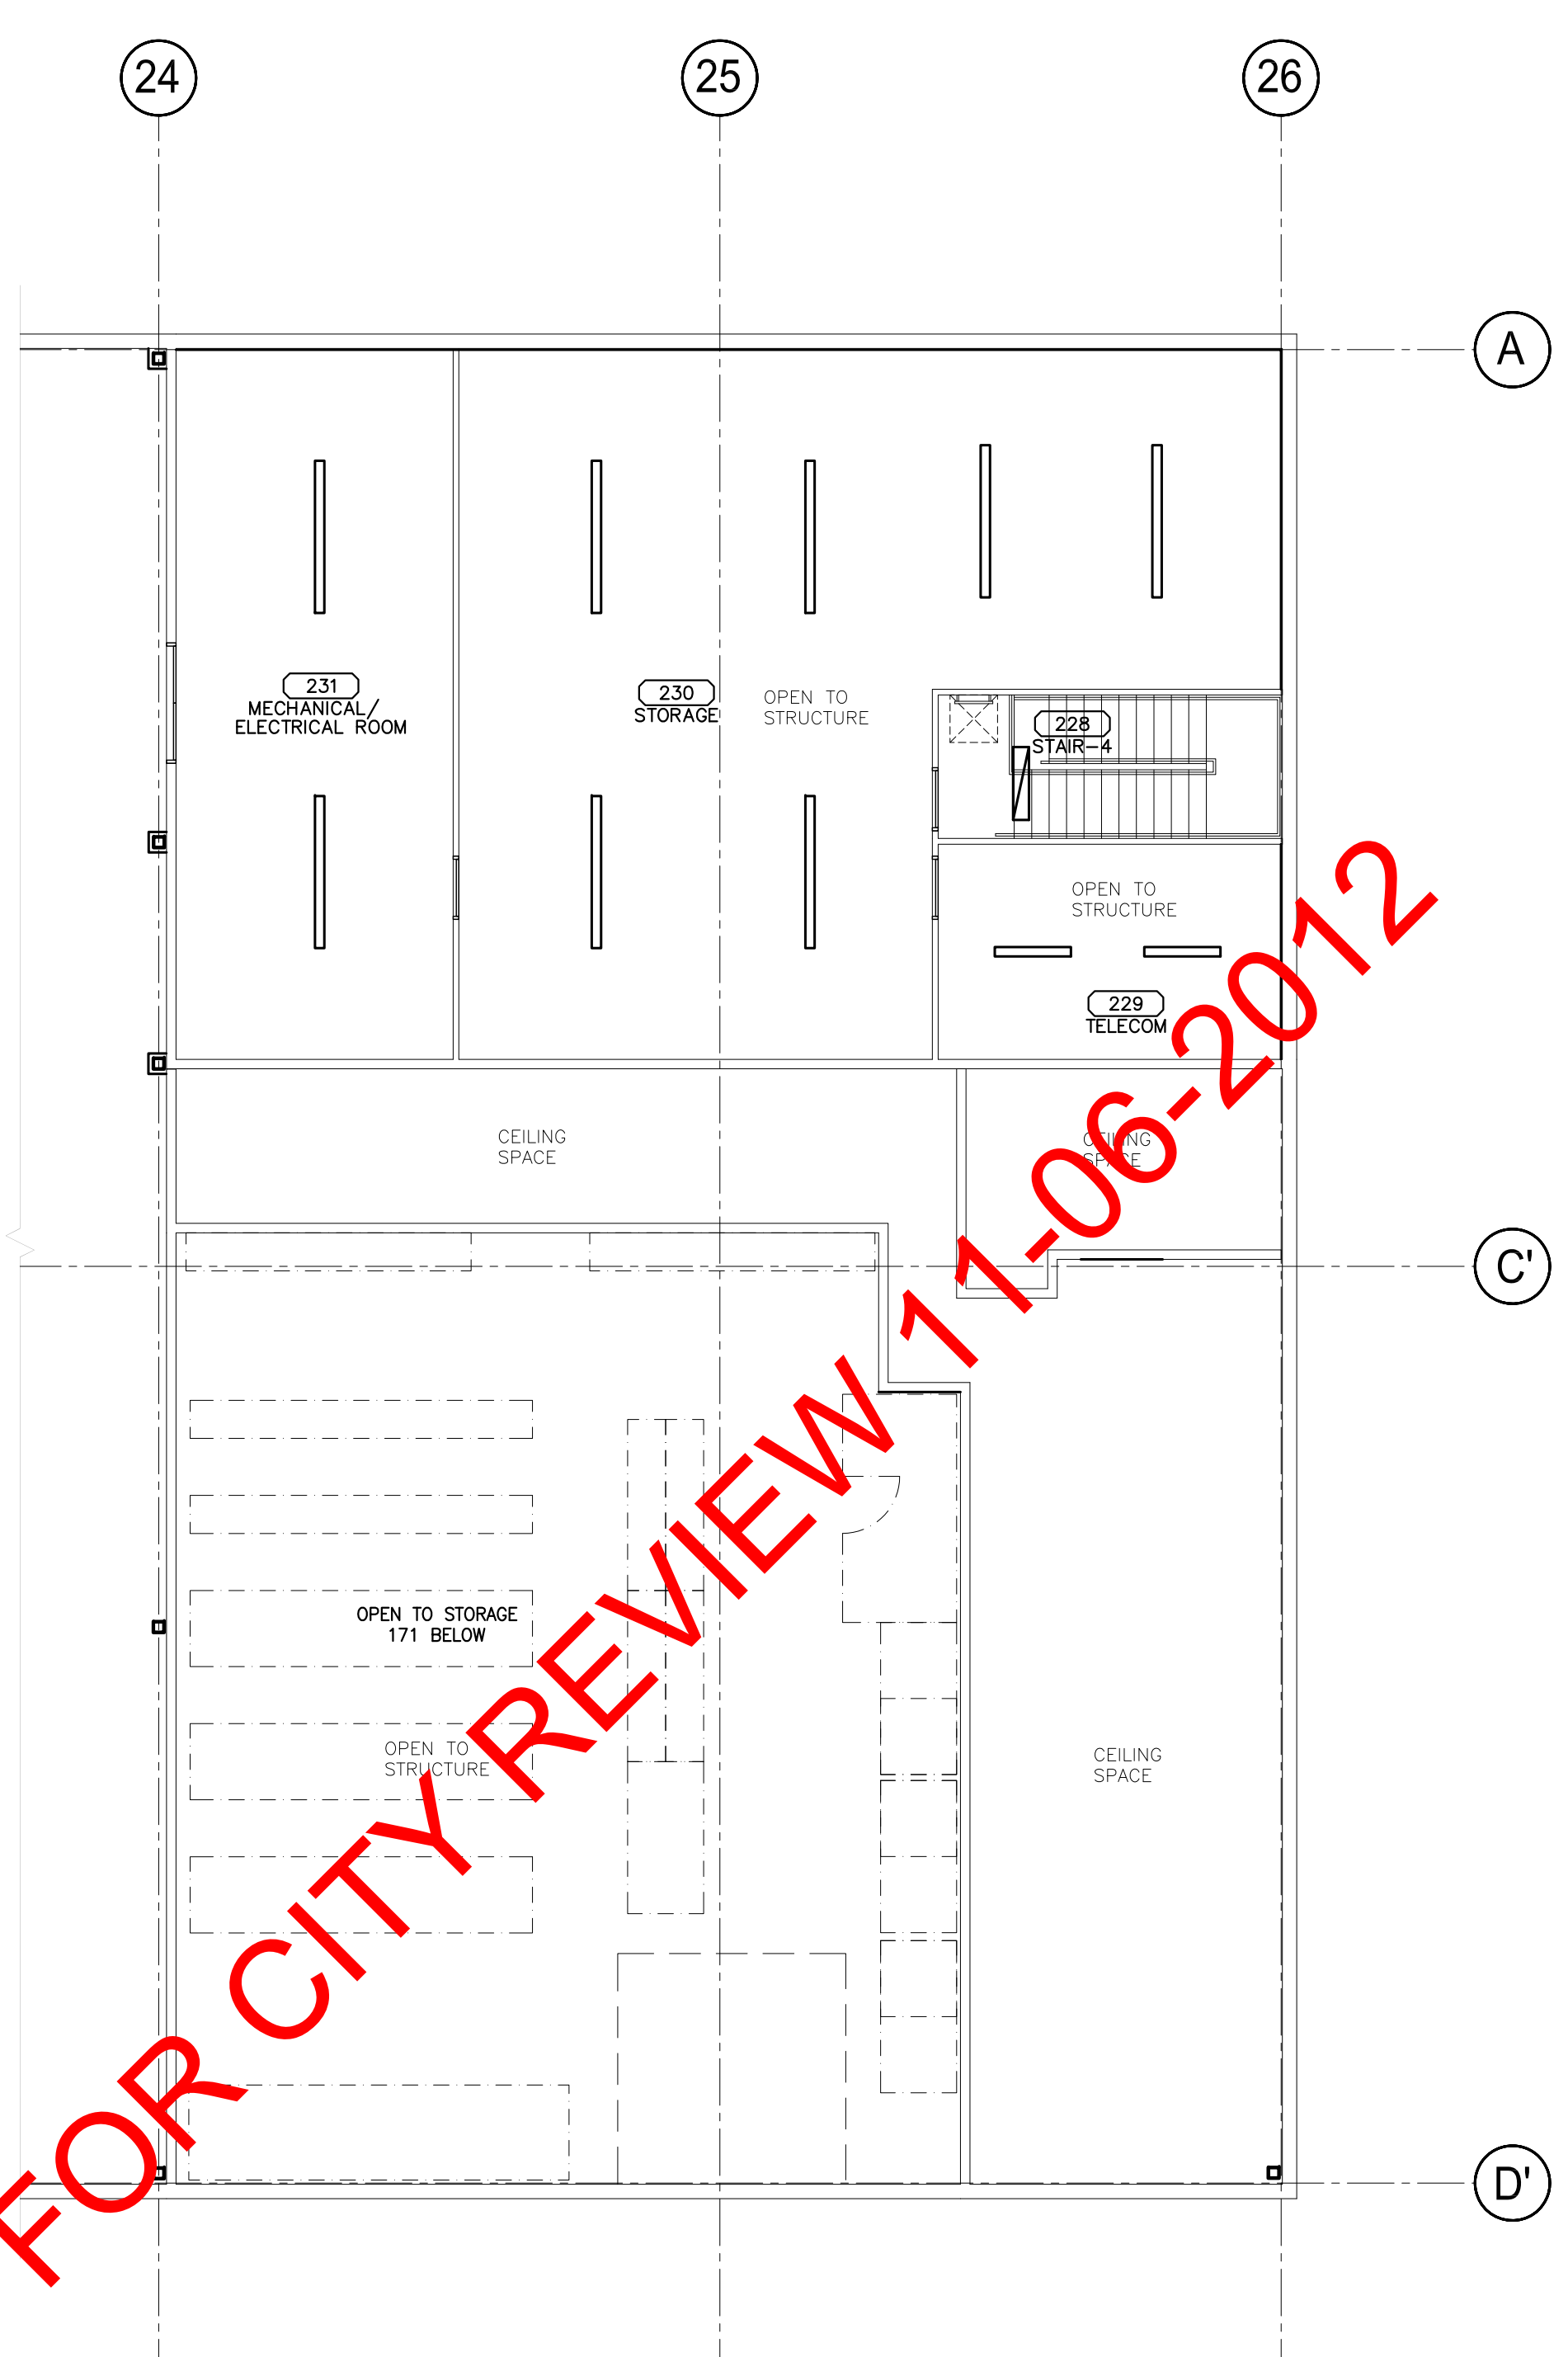 24
25
26
A
231
MECHANICAL/
ELECTRICAL ROOM
230
STORAGE
OPEN TO
STRUCTURE
228
STAIR-4
OPEN TO
STRUCTURE
229
TELECOM
CEILING
SPACE
CEILING
SPACE
C'
OPEN TO STORAGE
171 BELOW
OPEN TO
STRUCTURE
CEILING
SPACE
D'
FOR CITY REVIEW 11-06-2012